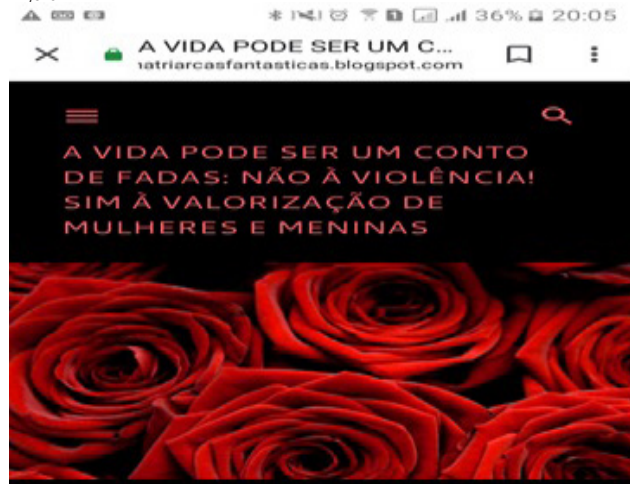 36% 20:05
A VIDA PODE SER UM C...
natriarcasfantasticas.blogspot.com
A VIDA PODE SER UM CONTO
DE FADAS: NÃO À VIOLÊNCIA!
SIM À VALORIZAÇÃO DE
MULHERES E MENINAS